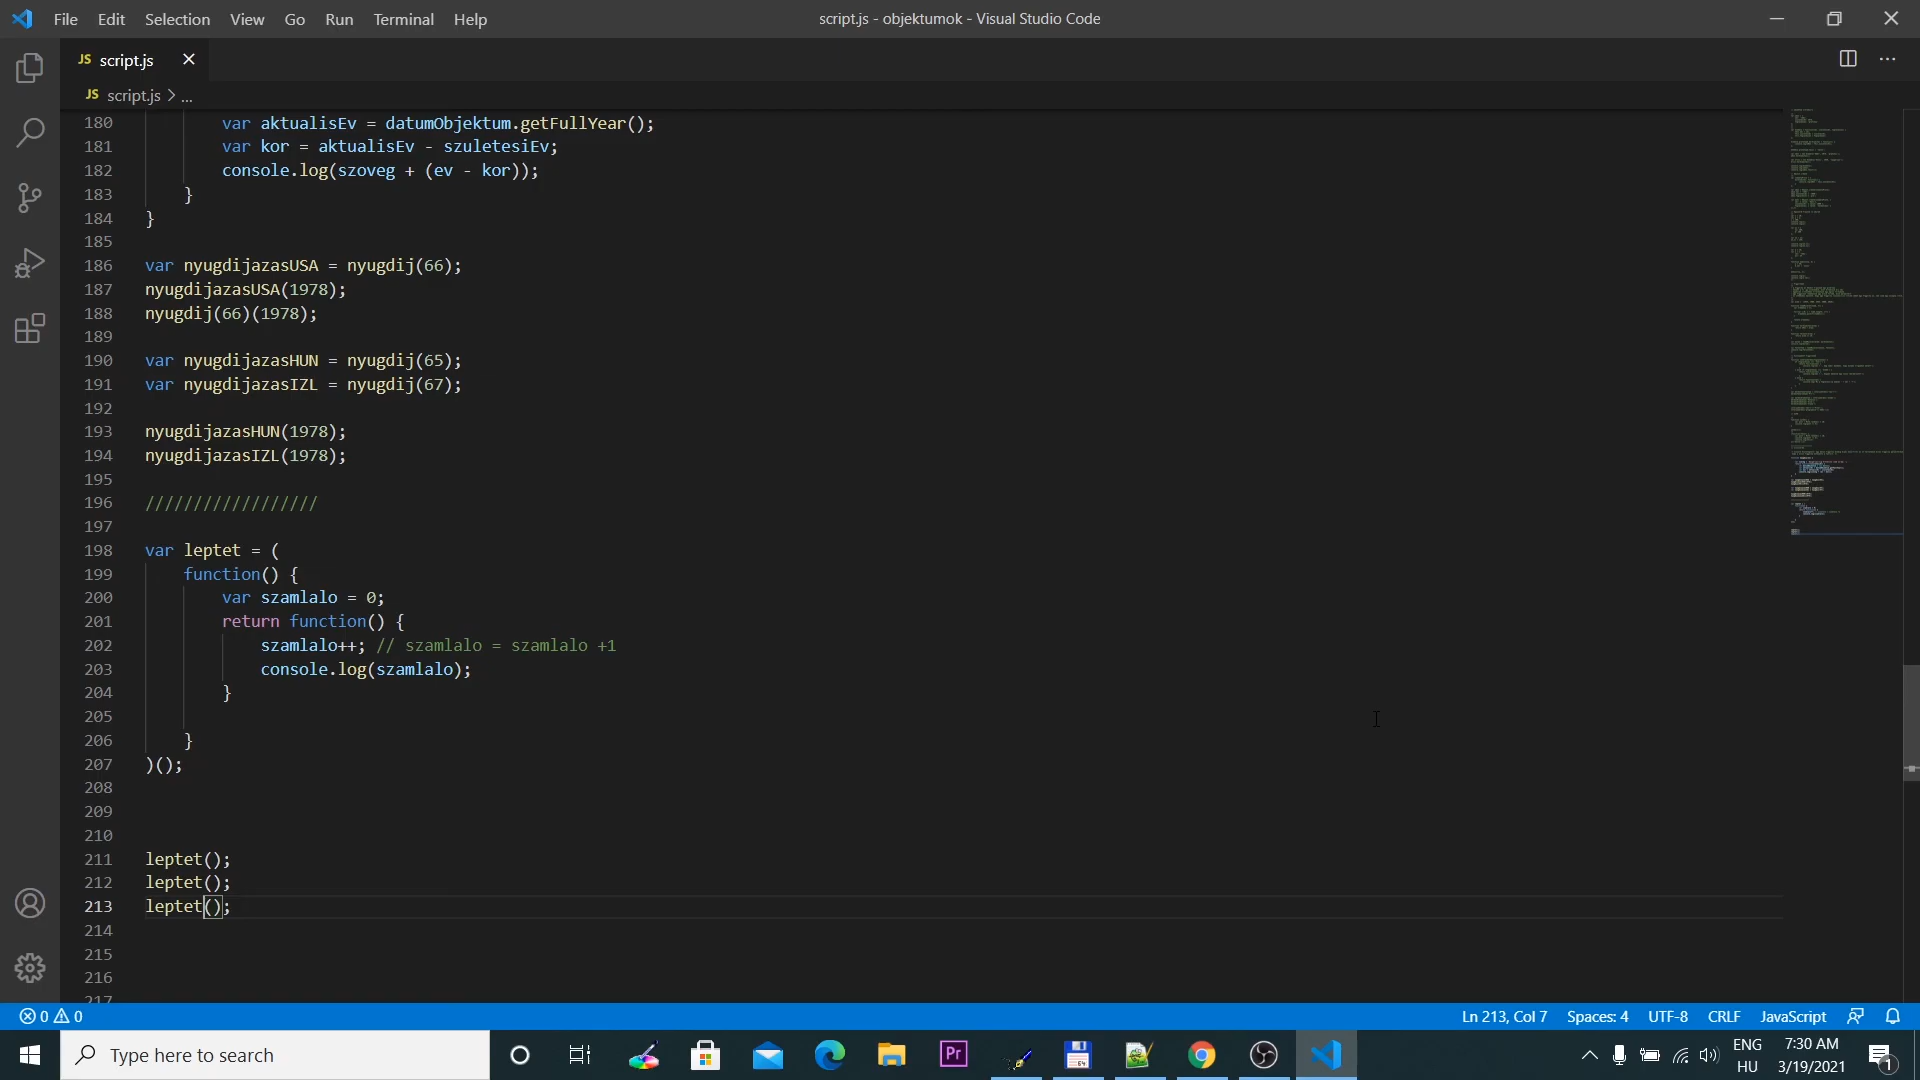 File Edit Selection View Go Run Terminal Help
script.js - objektumok - Visual Studio Code
JS script.js
JS script.js > ...
180 var aktualisEv = datumObjektum.getFullYear();
181 var kor = aktualisEv - szuletesiEv;
182 console.log(szoveg + (ev - kor));
183 }
184 }
185
186 var nyugdijazasUSA = nyugdij(66);
187 nyugdijazasUSA(1978);
188 nyugdij(66)(1978);
189
190 var nyugdijazasHUN = nyugdij(65);
191 var nyugdijazasIZL = nyugdij(67);
192
193 nyugdijazasHUN(1978);
194 nyugdijazasIZL(1978);
195
196 //////////////////
197
198 var leptet = (
199 function() {
200 var szamlalo = 0;
201 return function() {
202 szamlalo++; // szamlalo = szamlalo +1
203 console.log(szamlalo);
204 }
205
206 }
207 )();
208
209
210
211 leptet();
212 leptet();
213 leptet();
214
215
216
217
0 0 Ln 213, Col 7 Spaces: 4 UTF-8 CRLF JavaScript
Type here to search
Pr
64
ENG
HU
7:30 AM
3/19/2021
1